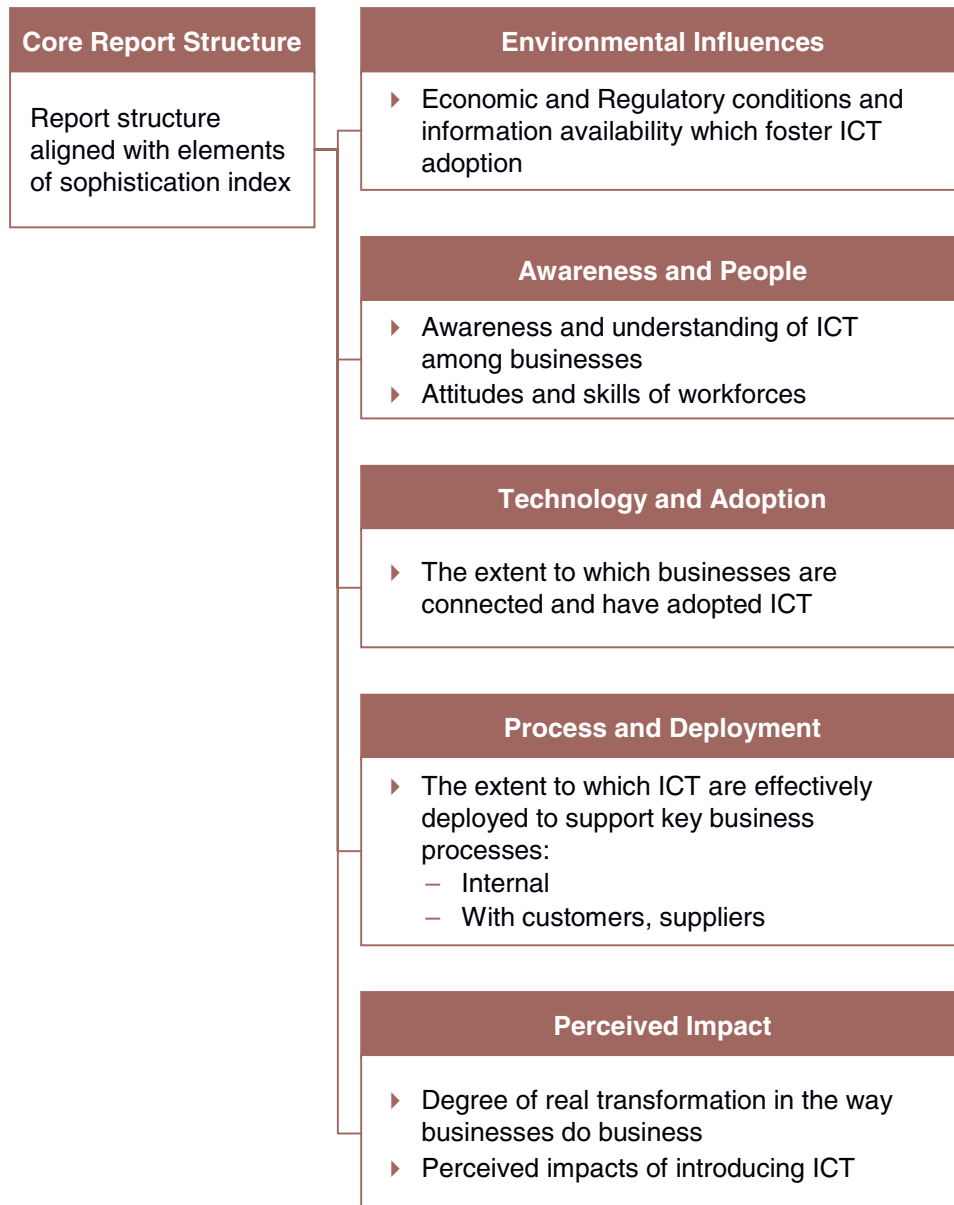 Core Report Structure
Report structure
aligned with elements
of sophistication index
Environmental Influences
Economic and Regulatory conditions and
information availability which foster ICT
adoption
Awareness and People
Awareness and understanding of ICT
among businesses
Attitudes and skills of workforces
Technology and Adoption
The extent to which businesses are
connected and have adopted ICT
Process and Deployment
The extent to which ICT are effectively
deployed to support key business
processes:
– Internal
– With customers, suppliers
Perceived Impact
Degree of real transformation in the way
businesses do business
Perceived impacts of introducing ICT